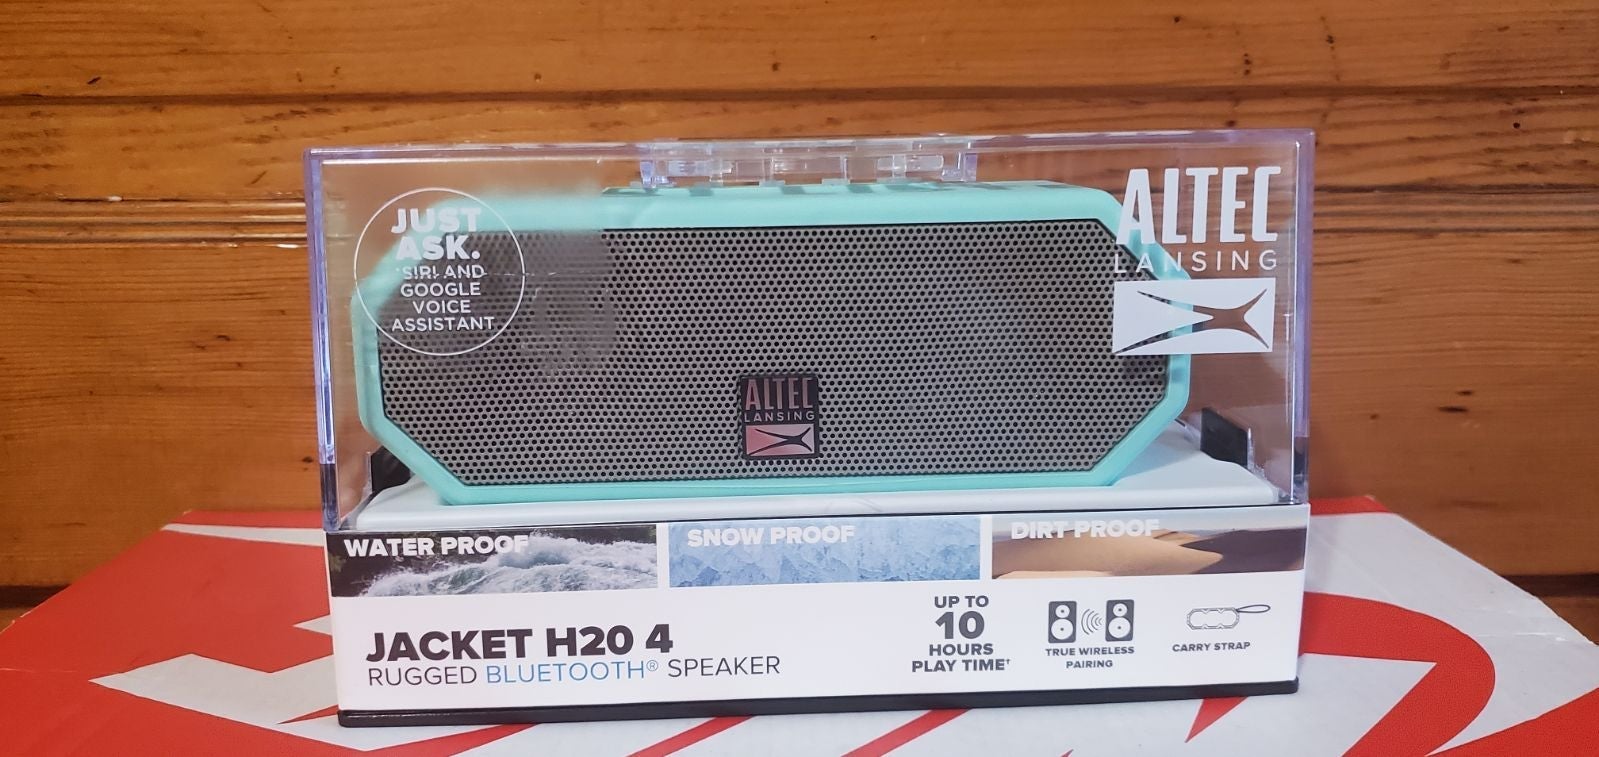 JUST
ASK.
SIRI AND
GOOGLE
VOICE
ASSISTANT
ALTEC
LANSING
ALTEC
LANSING
WATER PROOF
SNOW PROOF
DIRT PROOF
JACKET H20 4
RUGGED BLUETOOTH® SPEAKER
UP TO
10
HOURS
PLAY TIME†
TRUE WIRELESS
PAIRING
CARRY STRAP